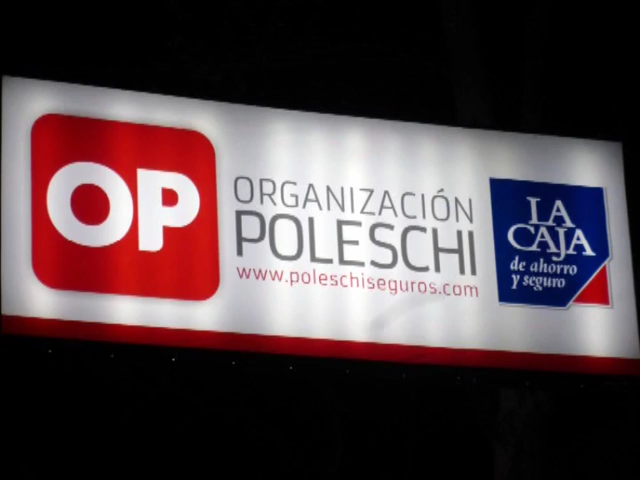 OP
ORGANIZACIÓN
POLESCHI
www.poleschiseguros.com
LA
CAJA
de ahorro
y seguro